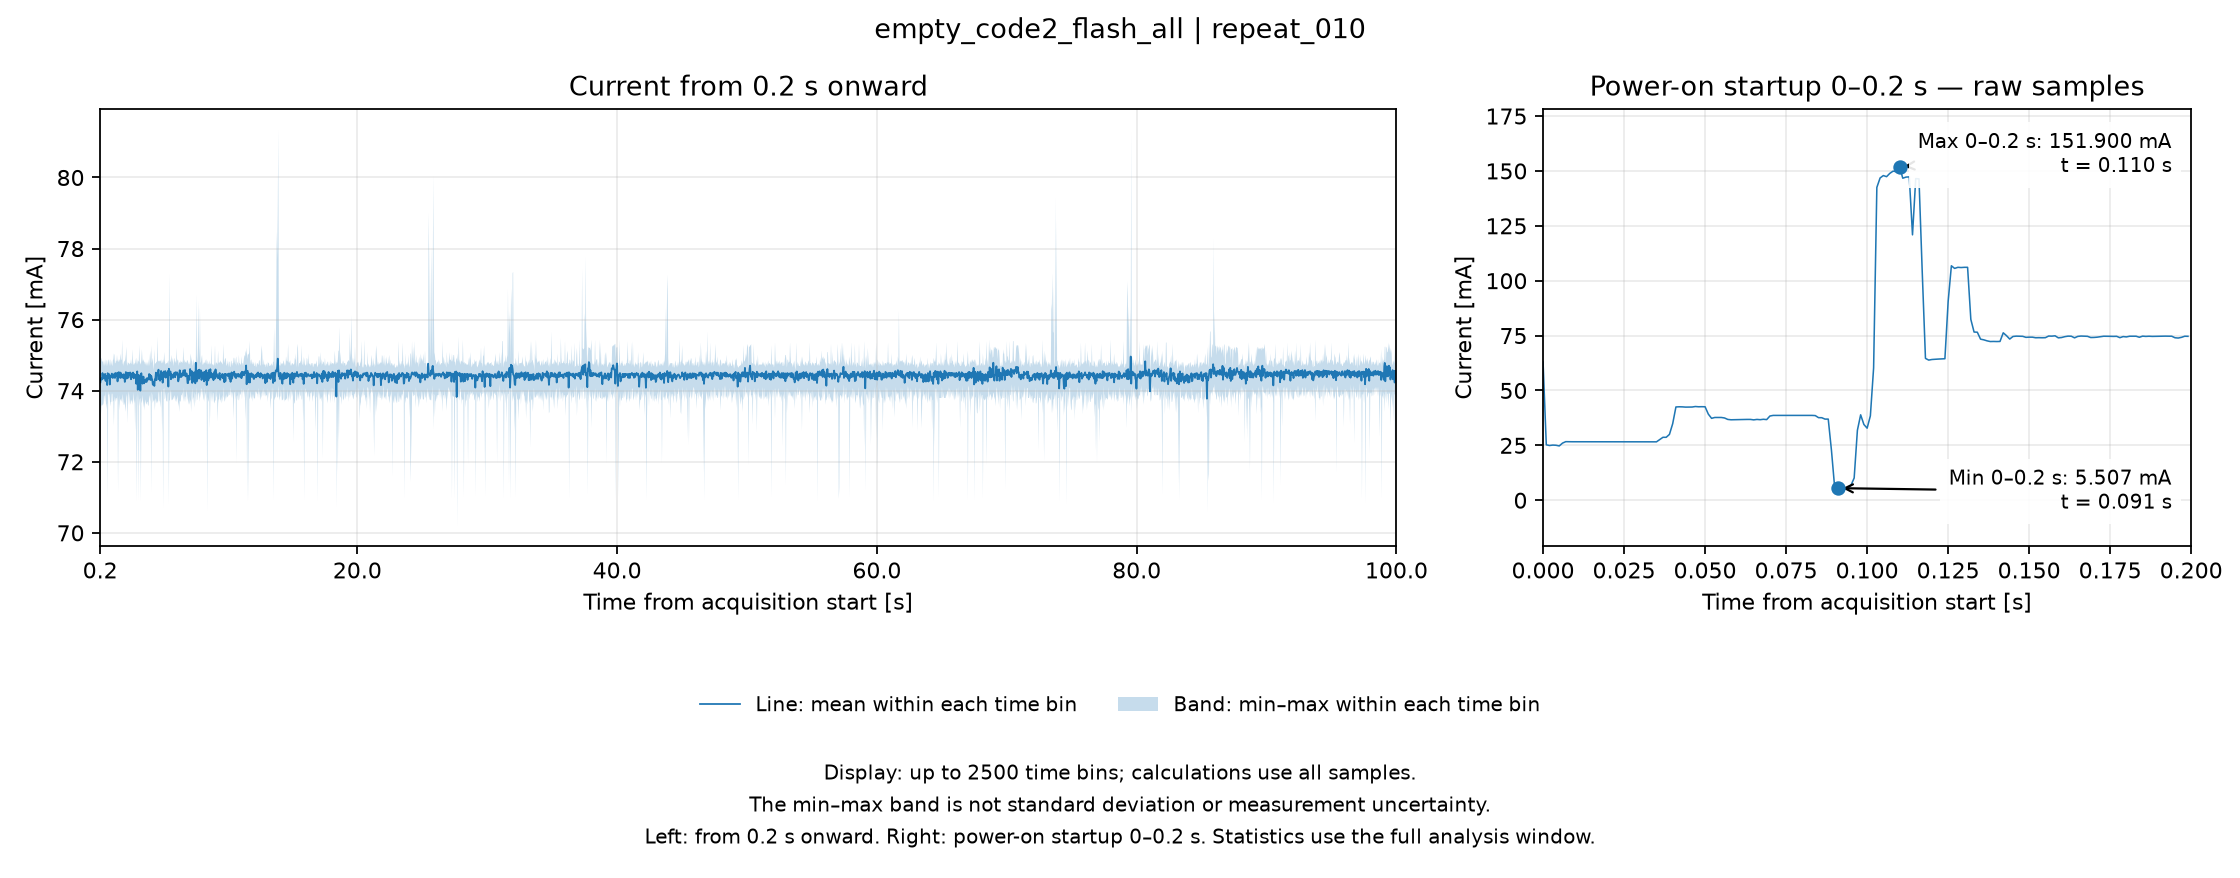 empty_code2_flash_all | repeat_010
Current from 0.2 s onward
Current [mA]
80
78
76
74
72
70
0.2 20.0 40.0 60.0 80.0 100.0
Time from acquisition start [s]
Power-on startup 0–0.2 s — raw samples
Current [mA]
175
150
125
100
75
50
25
0
Max 0–0.2 s: 151.900 mA
t = 0.110 s
Min 0–0.2 s: 5.507 mA
t = 0.091 s
0.000 0.025 0.050 0.075 0.100 0.125 0.150 0.175 0.200
Time from acquisition start [s]
Line: mean within each time bin
Band: min–max within each time bin
Display: up to 2500 time bins; calculations use all samples.
The min–max band is not standard deviation or measurement uncertainty.
Left: from 0.2 s onward. Right: power-on startup 0–0.2 s. Statistics use the full analysis window.